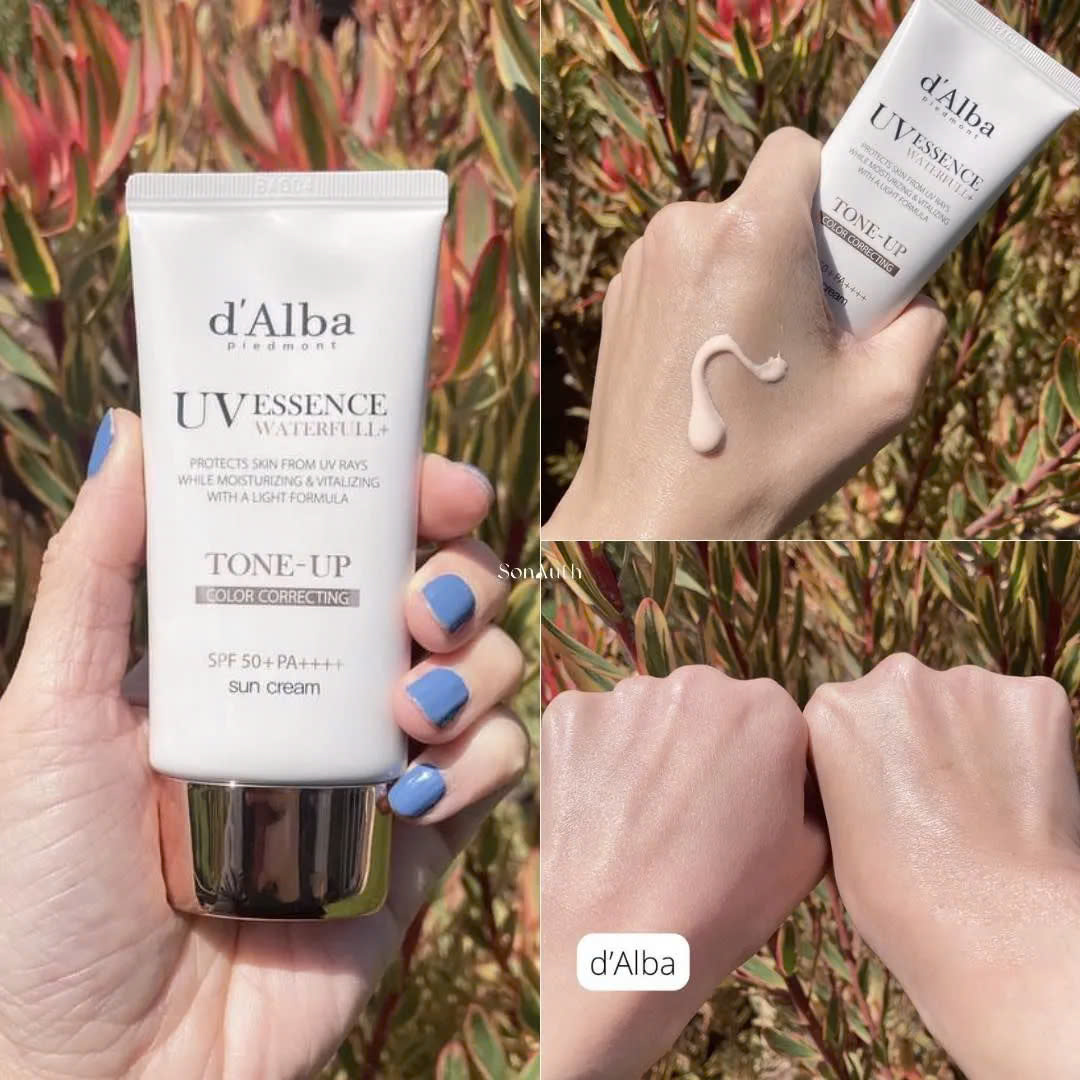 d'Alba
piedmont
UV ESSENCE
WATERFULL+
PROTECTS SKIN FROM UV RAYS
WHILE MOISTURIZING & VITALIZING
WITH A LIGHT FORMULA
TONE-UP
COLOR CORRECTING
SPF 50+ PA++++
sun cream
d'Alba
piedmont
UV ESSENCE
WATERFULL+
PROTECTS SKIN FROM UV RAYS
WHILE MOISTURIZING & VITALIZING
WITH A LIGHT FORMULA
TONE-UP
COLOR CORRECTING
PA++++
cream
SonAuth
d'Alba